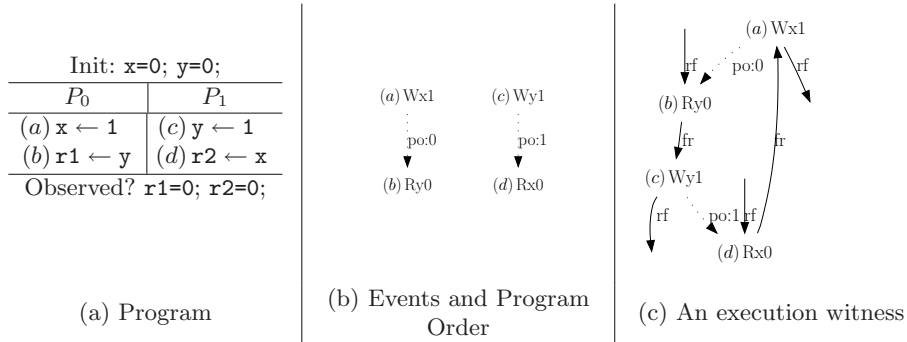 Init: x=0; y=0;
P0 P1
(a) x ← 1 (c) y ← 1
(b) r1 ← y (d) r2 ← x
Observed? r1=0; r2=0;
(a) Program
(a) Wx1 (c) Wy1
po:0 po:1
(b) Ry0 (d) Rx0
(b) Events and Program
Order
(a) Wx1
rf po:0 rf
(b) Ry0
fr fr
(c) Wy1
rf po:1 rf
(d) Rx0
(c) An execution witness